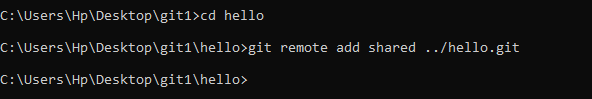 C:\Users\Hp\Desktop\git1>cd hello
C:\Users\Hp\Desktop\git1\hello>git remote add shared ../hello.git
C:\Users\Hp\Desktop\git1\hello>